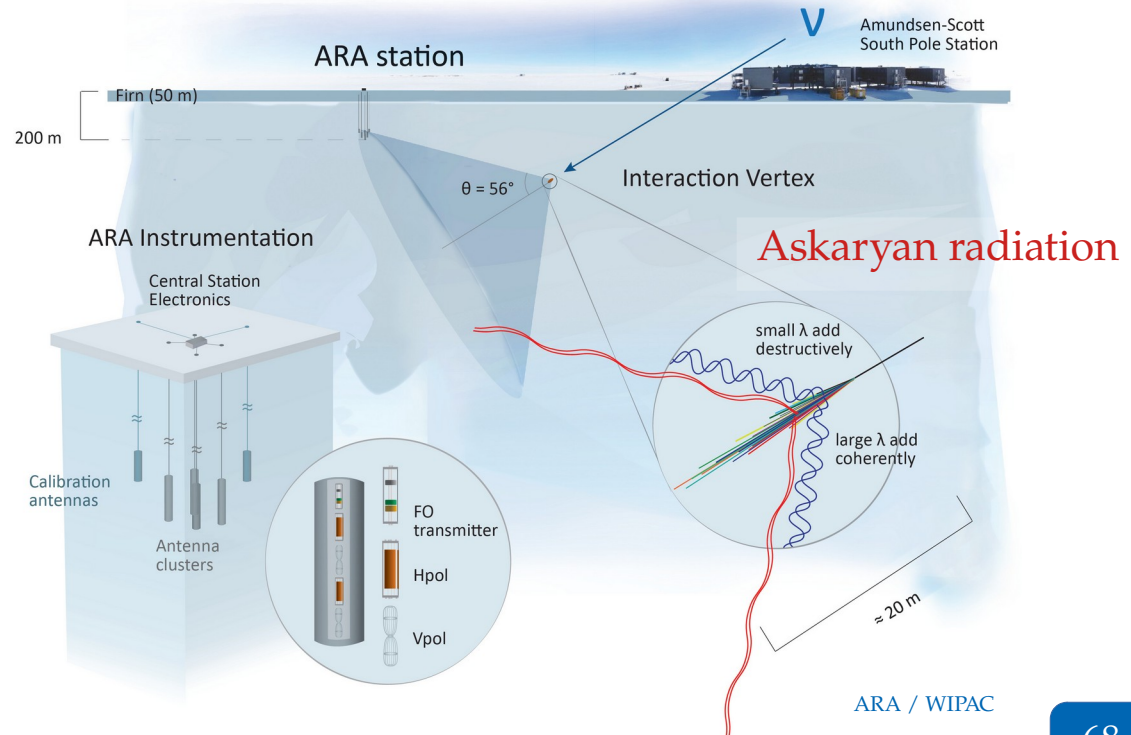 ν
Amundsen-Scott
South Pole Station
ARA station
Firn (50 m)
200 m
θ = 56°
Interaction Vertex
ARA Instrumentation
Askaryan radiation
Central Station
Electronics
small λ add
destructively
large λ add
coherently
Calibration
antennas
Antenna
clusters
FO
transmitter
Hpol
Vpol
≈ 20 m
ARA / WIPAC
68